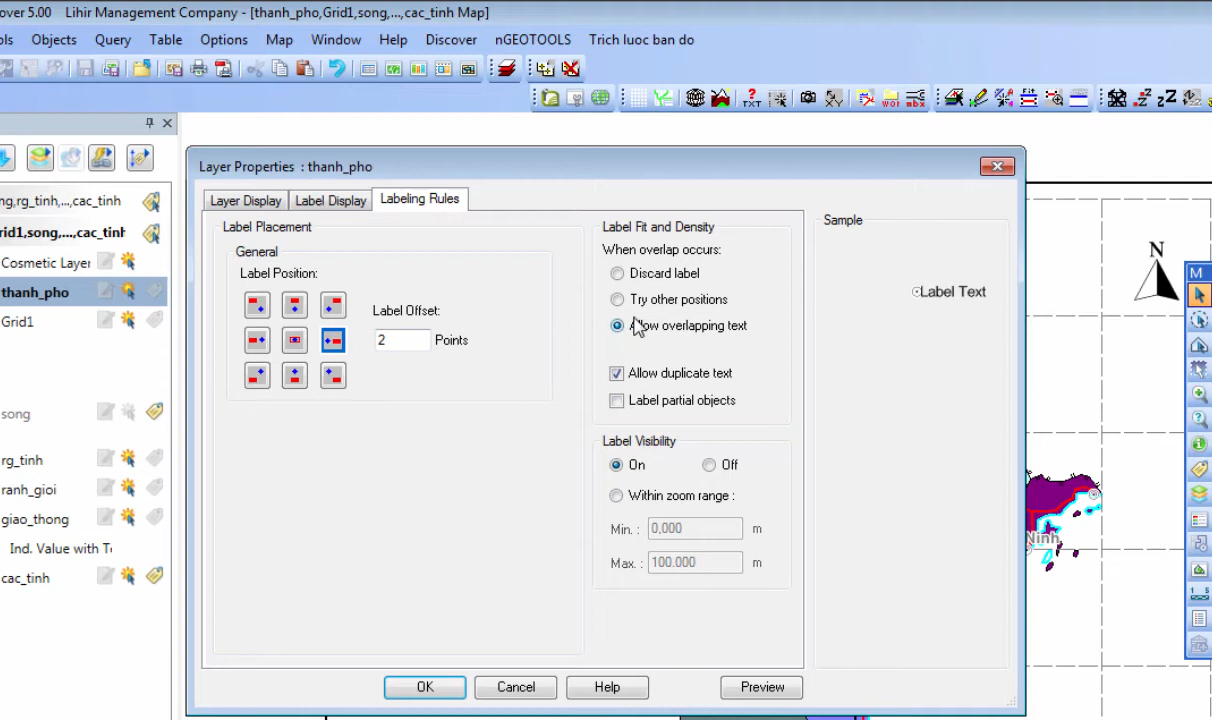 over 5.00 Lihir Management Company - [thanh_pho,Grid1,song,...,cac_tinh Map]
ols Objects Query Table Options Map Window Help Discover nGEOTOOLS Trich luoc ban do
?
TXT
WOR
mbx
Fit
Z
zZ
ng,rg_tinh,...,cac_tinh
rid1,song,...,cac_tinh
Cosmetic Layer
thanh_pho
Grid1
song
rg_tinh
ranh_gioi
giao_thong
Ind. Value with T
cac_tinh
Layer Properties : thanh_pho
Layer Display
Label Display
Labeling Rules
Label Placement
General
Label Position:
Label Offset:
2 Points
Label Fit and Density
When overlap occurs:
Discard label
Try other positions
Allow overlapping text
Allow duplicate text
Label partial objects
Label Visibility
On
Off
Within zoom range :
Min. : 0,000 m
Max. : 100.000 m
Sample
Label Text
OK
Cancel
Help
Preview
N
M
Ninh